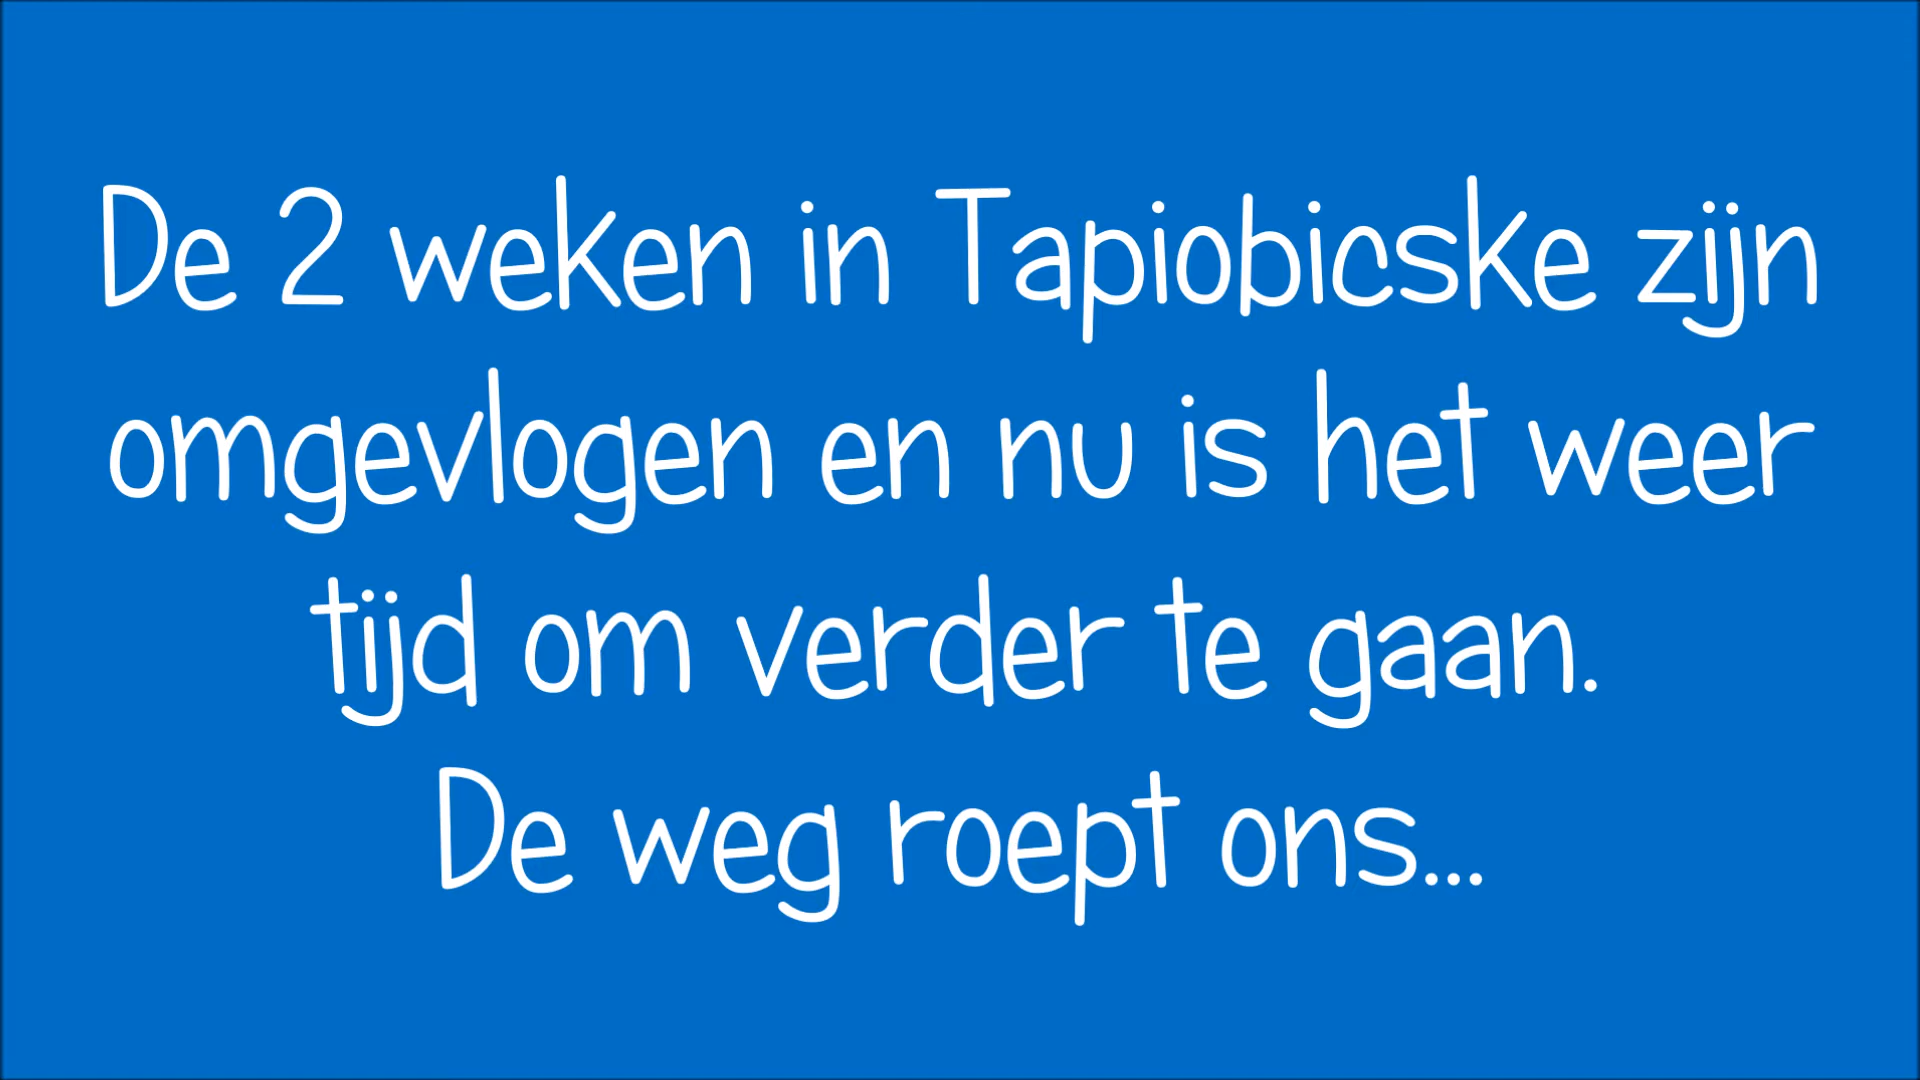 De 2 weken in Tapiobicske zijn
omgevlogen en nu is het weer
tijd om verder te gaan.
De weg roept ons...